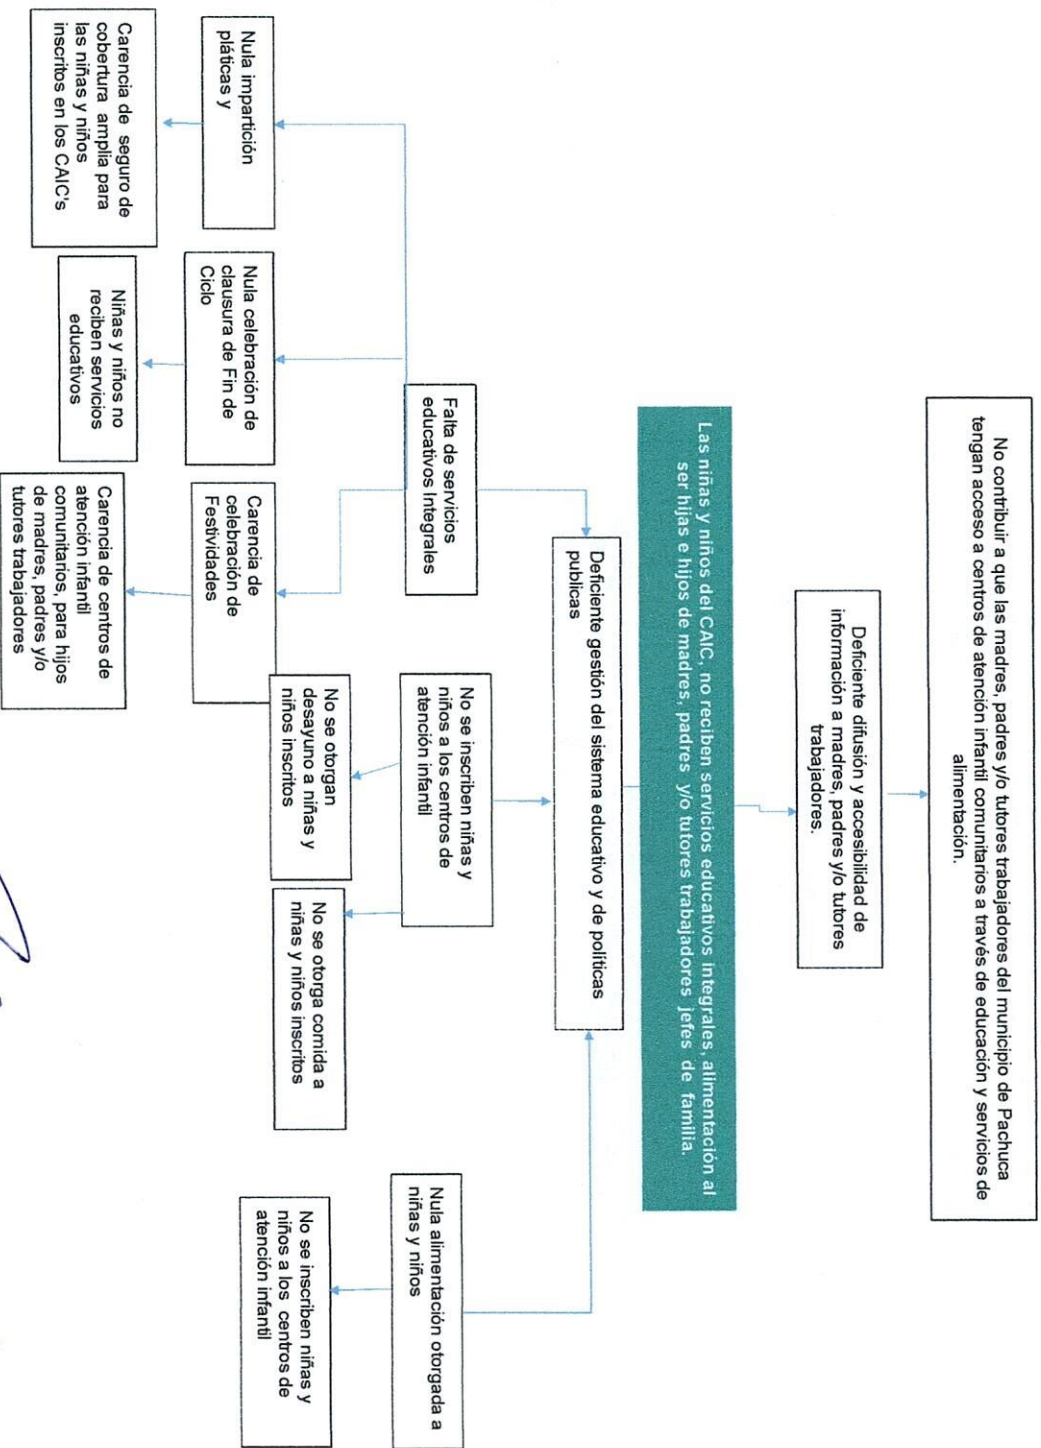 No contribuir a que las madres, padres y/o tutores trabajadores del municipio de Pachuca
tengan acceso a centros de atención infantil comunitarios a través de educación y servicios de
alimentación.
Deficiente difusión y accesibilidad de
información a madres, padres y/o tutores
trabajadores.
Las niñas y niños del CAIC, no reciben servicios educativos integrales, alimentación al
ser hijas e hijos de madres, padres y/o tutores trabajadores jefes de familia.
Deficiente gestión del sistema educativo y de políticas
publicas
Falta de servicios
educativos Integrales
No se inscriben niñas y
niños a los centros de
atención infantil
Nula alimentación otorgada a
niñas y niños
Nula impartición
pláticas y
Nula celebración de
clausura de Fin de
Ciclo
Carencia de
celebración de
Festividades
No se otorgan
desayuno a niñas y
niños inscritos
No se otorga comida a
niñas y niños inscritos
No se inscriben niñas y
niños a los centros de
atención infantil
Carencia de seguro de
cobertura amplia para
las niñas y niños
inscritos en los CAIC's
Niñas y niños no
reciben servicios
educativos
Carencia de centros de
atención infantil
comunitarios, para hijos
de madres, padres y/o
tutores trabajadores